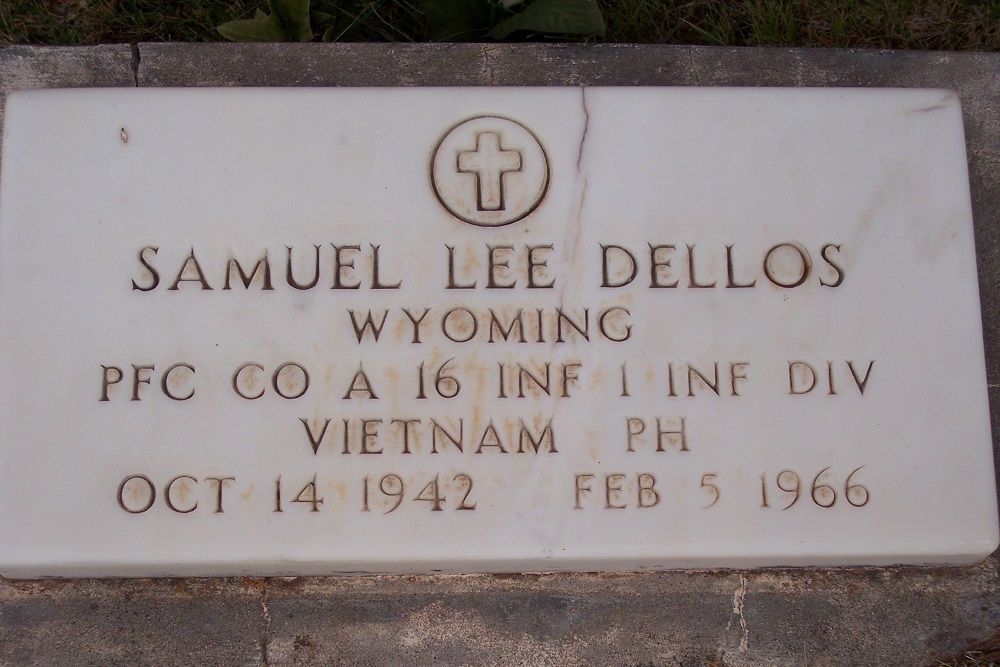 SAMUEL LEE DELLOS
WYOMING
PFC CO A 16 INF 1 INF DIV
VIETNAM PH
OCT 14 1942 FEB 5 1966